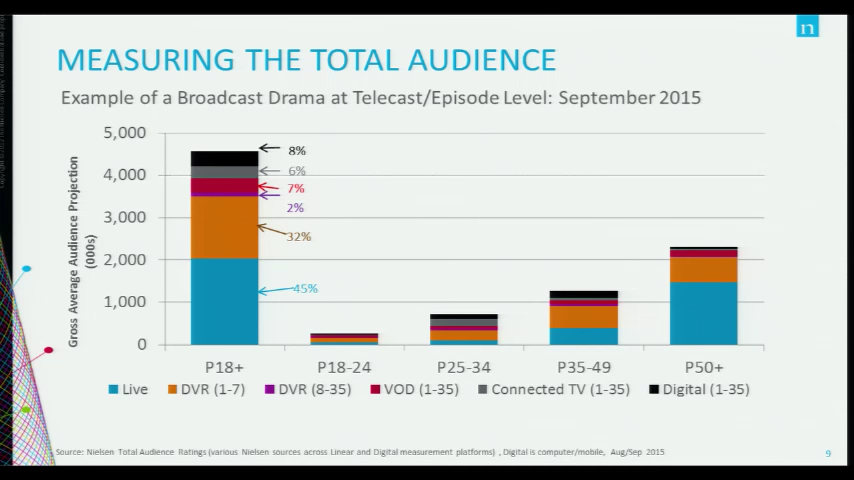 n
MEASURING THE TOTAL AUDIENCE
Example of a Broadcast Drama at Telecast/Episode Level: September 2015
Gross Average Audience Projection
(000s)
5,000
4,000
3,000
2,000
1,000
0
8%
6%
7%
2%
32%
45%
P18+ P18-24 P25-34 P35-49 P50+
Live DVR (1-7) DVR (8-35) VOD (1-35) Connected TV (1-35) Digital (1-35)
Source: Nielsen Total Audience Ratings (various Nielsen sources across Linear and Digital measurement platforms) , Digital is computer/mobile, Aug/Sep 2015
9